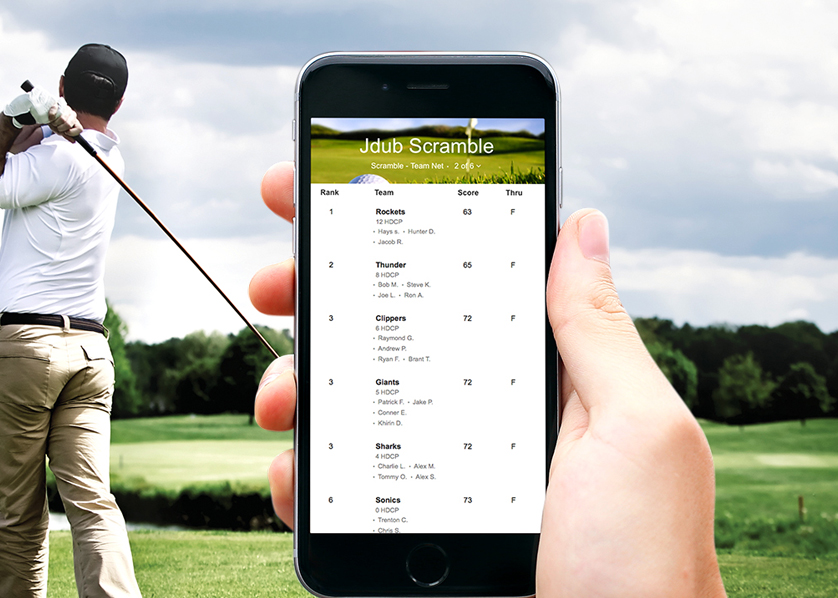 Jdub Scramble
Scramble - Team Net - 2 of 6
Rank Team Score Thru
1 Rockets 63 F
12 HDCP
• Hays s. • Hunter D.
• Jacob R.
2 Thunder 65 F
8 HDCP
• Bob M. • Steve K.
• Joe L. • Ron A.
3 Clippers 72 F
6 HDCP
• Raymond G.
• Andrew P.
• Ryan F. • Brant T.
3 Giants 72 F
5 HDCP
• Patrick F. • Jake P.
• Conner E.
• Khirin D.
3 Sharks 72 F
4 HDCP
• Charlie L. • Alex M.
• Tommy O. • Alex S.
6 Sonics 73 F
0 HDCP
• Trenton C.
• Chris S.